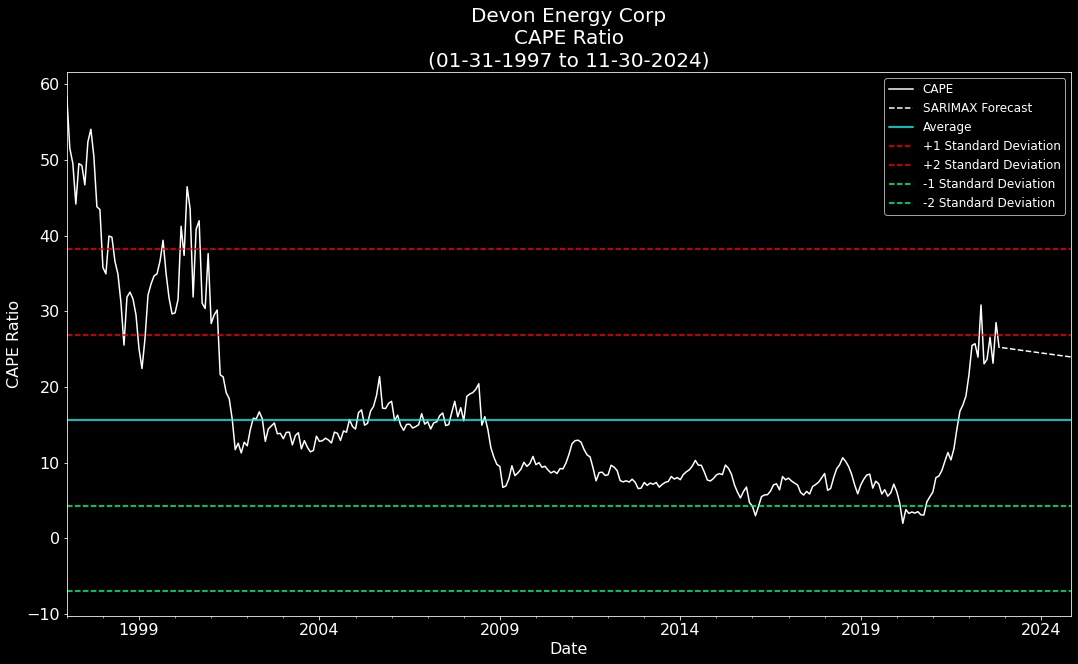 Devon Energy Corp
CAPE Ratio
(01-31-1997 to 11-30-2024)
CAPE
SARIMAX Forecast
Average
+1 Standard Deviation
+2 Standard Deviation
-1 Standard Deviation
-2 Standard Deviation
60
50
40
30
20
10
0
−10
CAPE Ratio
1999
2004
2009
2014
2019
2024
Date